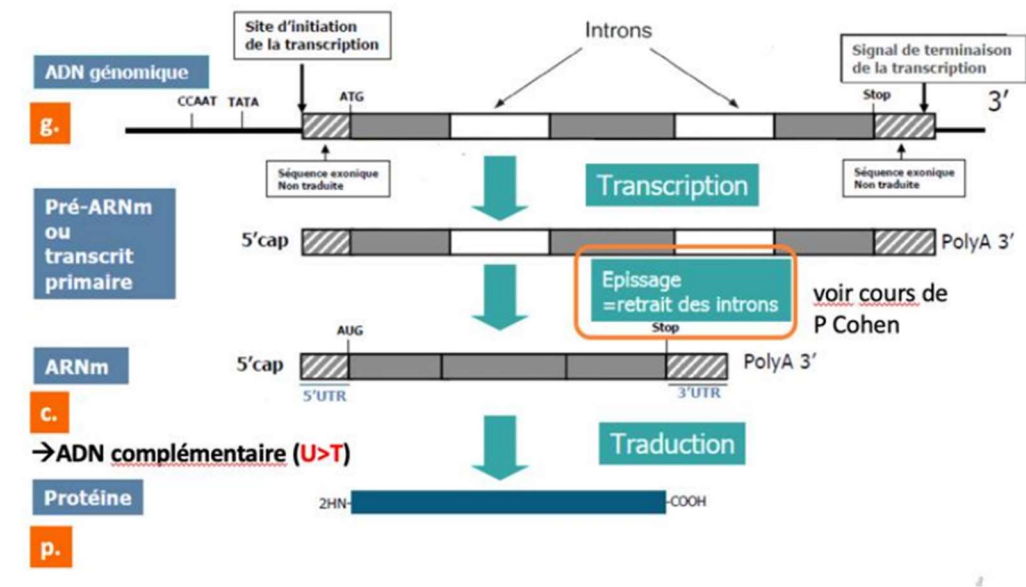 Site d'initiation
de la transcription
Introns
Signal de terminaison
de la transcription
ADN génomique
CCAAT
TATA
ATG
Stop
3'
g.
Séquence exonique
Non traduite
Séquence exonique
Non traduite
Transcription
Pré-ARNm
ou
transcrit
primaire
5'cap
PolyA 3'
Epissage
=retrait des introns
voir cours de
P Cohen
AUG
Stop
ARNm
5'cap
PolyA 3'
5'UTR
3'UTR
c.
→ADN complémentaire (U>T)
Traduction
Protéine
2HN-
-COOH
p.